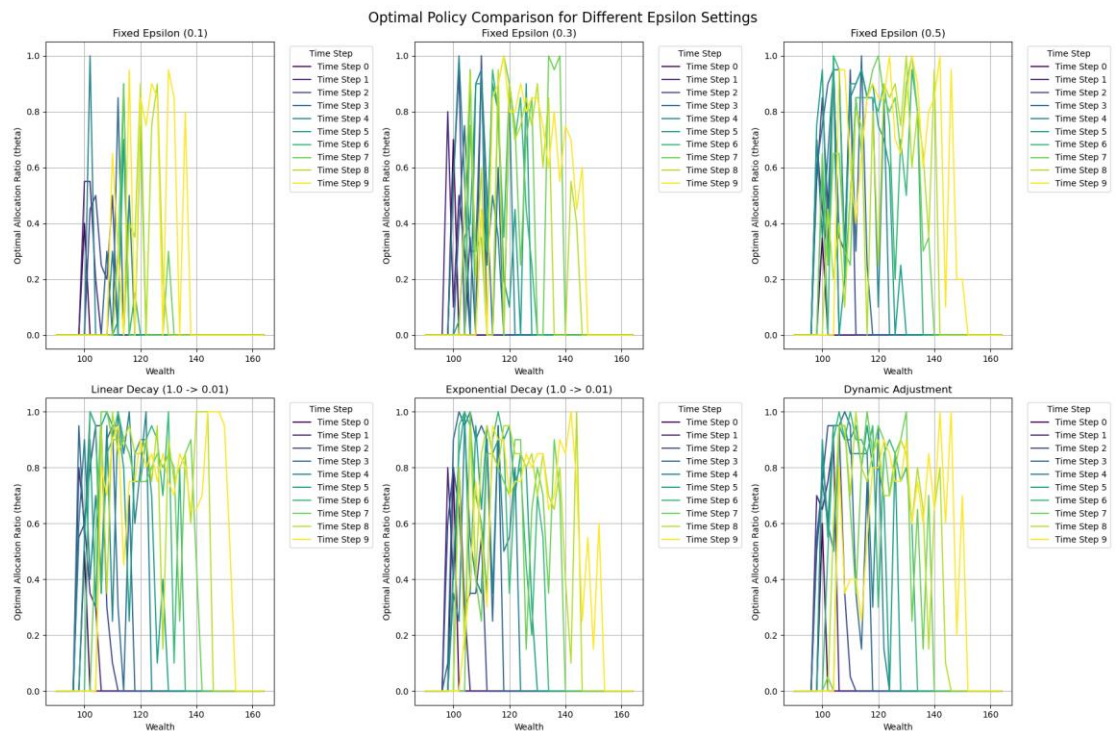 Optimal Policy Comparison for Different Epsilon Settings
Fixed Epsilon (0.1)
Optimal Allocation Ratio (theta)
1.0
0.8
0.6
0.4
0.2
0.0
100 120 140 160
Wealth
Time Step
Time Step 0
Time Step 1
Time Step 2
Time Step 3
Time Step 4
Time Step 5
Time Step 6
Time Step 7
Time Step 8
Time Step 9
Fixed Epsilon (0.3)
Optimal Allocation Ratio (theta)
1.0
0.8
0.6
0.4
0.2
0.0
100 120 140 160
Wealth
Time Step
Time Step 0
Time Step 1
Time Step 2
Time Step 3
Time Step 4
Time Step 5
Time Step 6
Time Step 7
Time Step 8
Time Step 9
Fixed Epsilon (0.5)
Optimal Allocation Ratio (theta)
1.0
0.8
0.6
0.4
0.2
0.0
100 120 140 160
Wealth
Time Step
Time Step 0
Time Step 1
Time Step 2
Time Step 3
Time Step 4
Time Step 5
Time Step 6
Time Step 7
Time Step 8
Time Step 9
Linear Decay (1.0 -> 0.01)
Optimal Allocation Ratio (theta)
1.0
0.8
0.6
0.4
0.2
0.0
100 120 140 160
Wealth
Time Step
Time Step 0
Time Step 1
Time Step 2
Time Step 3
Time Step 4
Time Step 5
Time Step 6
Time Step 7
Time Step 8
Time Step 9
Exponential Decay (1.0 -> 0.01)
Optimal Allocation Ratio (theta)
1.0
0.8
0.6
0.4
0.2
0.0
100 120 140 160
Wealth
Time Step
Time Step 0
Time Step 1
Time Step 2
Time Step 3
Time Step 4
Time Step 5
Time Step 6
Time Step 7
Time Step 8
Time Step 9
Dynamic Adjustment
Optimal Allocation Ratio (theta)
1.0
0.8
0.6
0.4
0.2
0.0
100 120 140 160
Wealth
Time Step
Time Step 0
Time Step 1
Time Step 2
Time Step 3
Time Step 4
Time Step 5
Time Step 6
Time Step 7
Time Step 8
Time Step 9